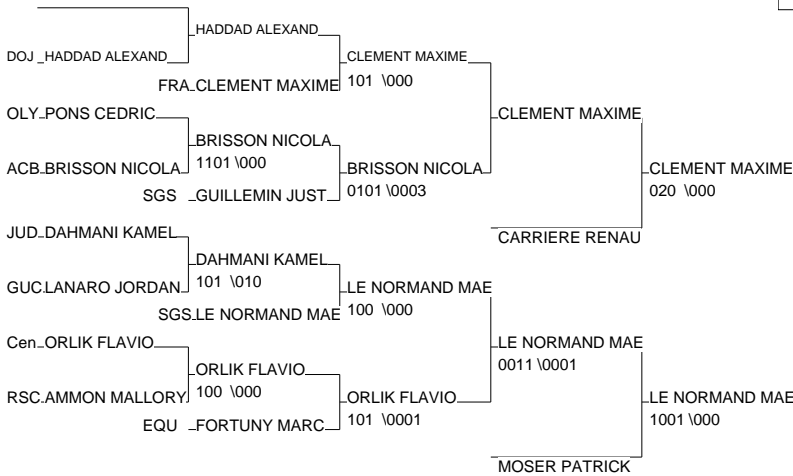 HADDAD ALEXAND
DOJ HADDAD ALEXAND
CLEMENT MAXIME
101 \000
FRA CLEMENT MAXIME
OLY PONS CEDRIC
CLEMENT MAXIME
BRISSON NICOLA
1101 \000
ACB BRISSON NICOLA
BRISSON NICOLA
0101 \0003
CLEMENT MAXIME
020 \000
SGS GUILLEMIN JUST
JUD DAHMANI KAMEL
CARRIERE RENAU
DAHMANI KAMEL
101 \010
GUC LANARO JORDAN
LE NORMAND MAE
100 \000
SGS LE NORMAND MAE
Cen ORLIK FLAVIO
LE NORMAND MAE
0011 \0001
ORLIK FLAVIO
100 \000
RSC AMMON MALLORY
ORLIK FLAVIO
101 \0001
LE NORMAND MAE
1001 \000
EQU FORTUNY MARC
MOSER PATRICK